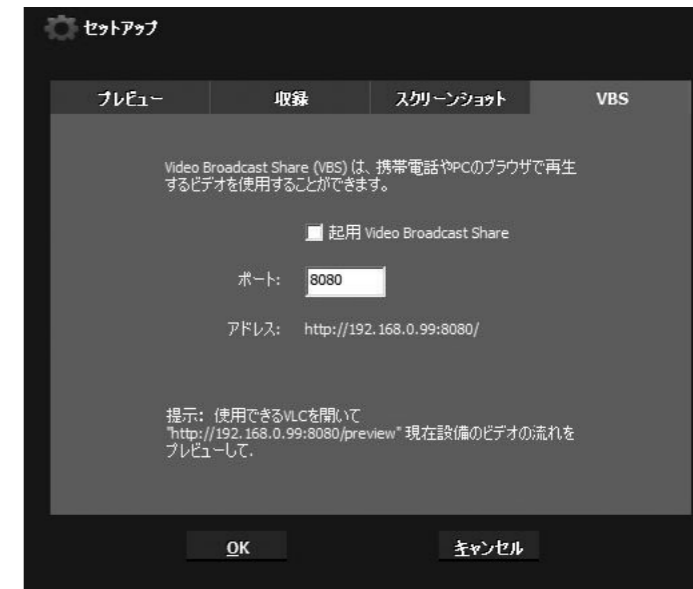 セットアップ
プレビュー 収録 スクリーンショット VBS
Video Broadcast Share (VBS) は、携帯電話やPCのブラウザで再生
するビデオを使用することができます。
起用 Video Broadcast Share
ポート: 8080
アドレス: http://192.168.0.99:8080/
提示: 使用できるVLCを開いて
"http://192.168.0.99:8080/preview" 現在設備のビデオの流れを
プレビューして.
OK キャンセル